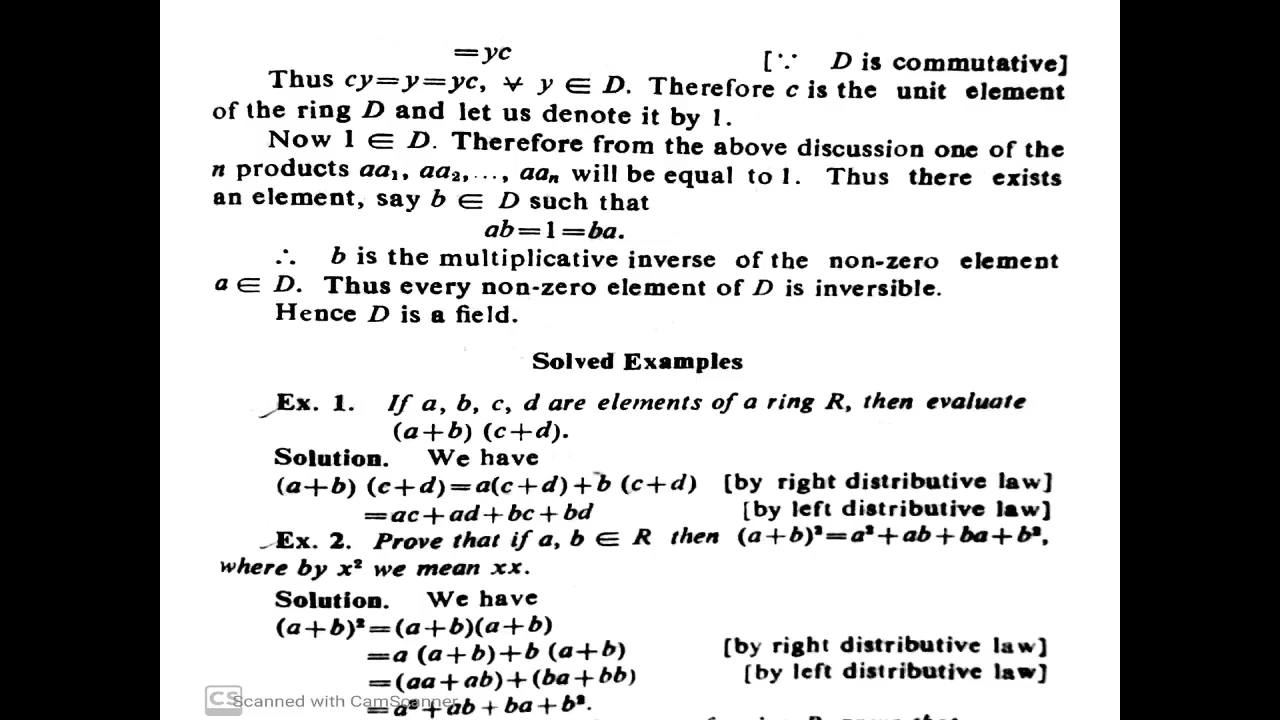 =yc [∵ D is commutative]
Thus cy=y=yc, ∀ y ∈ D. Therefore c is the unit element
of the ring D and let us denote it by 1.
Now 1 ∈ D. Therefore from the above discussion one of the
n products aa₁, aa₂,..., aaₙ will be equal to 1. Thus there exists
an element, say b ∈ D such that
ab=1=ba.
∴ b is the multiplicative inverse of the non-zero element
a ∈ D. Thus every non-zero element of D is inversible.
Hence D is a field.
Solved Examples
Ex. 1. If a, b, c, d are elements of a ring R, then evaluate
(a+b) (c+d).
Solution. We have
(a+b) (c+d)=a(c+d)+b (c+d) [by right distributive law]
=ac+ad+bc+bd [by left distributive law]
Ex. 2. Prove that if a, b ∈ R then (a+b)²=a²+ab+ba+b²,
where by x² we mean xx.
Solution. We have
(a+b)²=(a+b)(a+b)
=a (a+b)+b (a+b) [by right distributive law]
=(aa+ab)+(ba+bb) [by left distributive law]
CS Scanned with CamScanner
=a²+ab+ba+b².